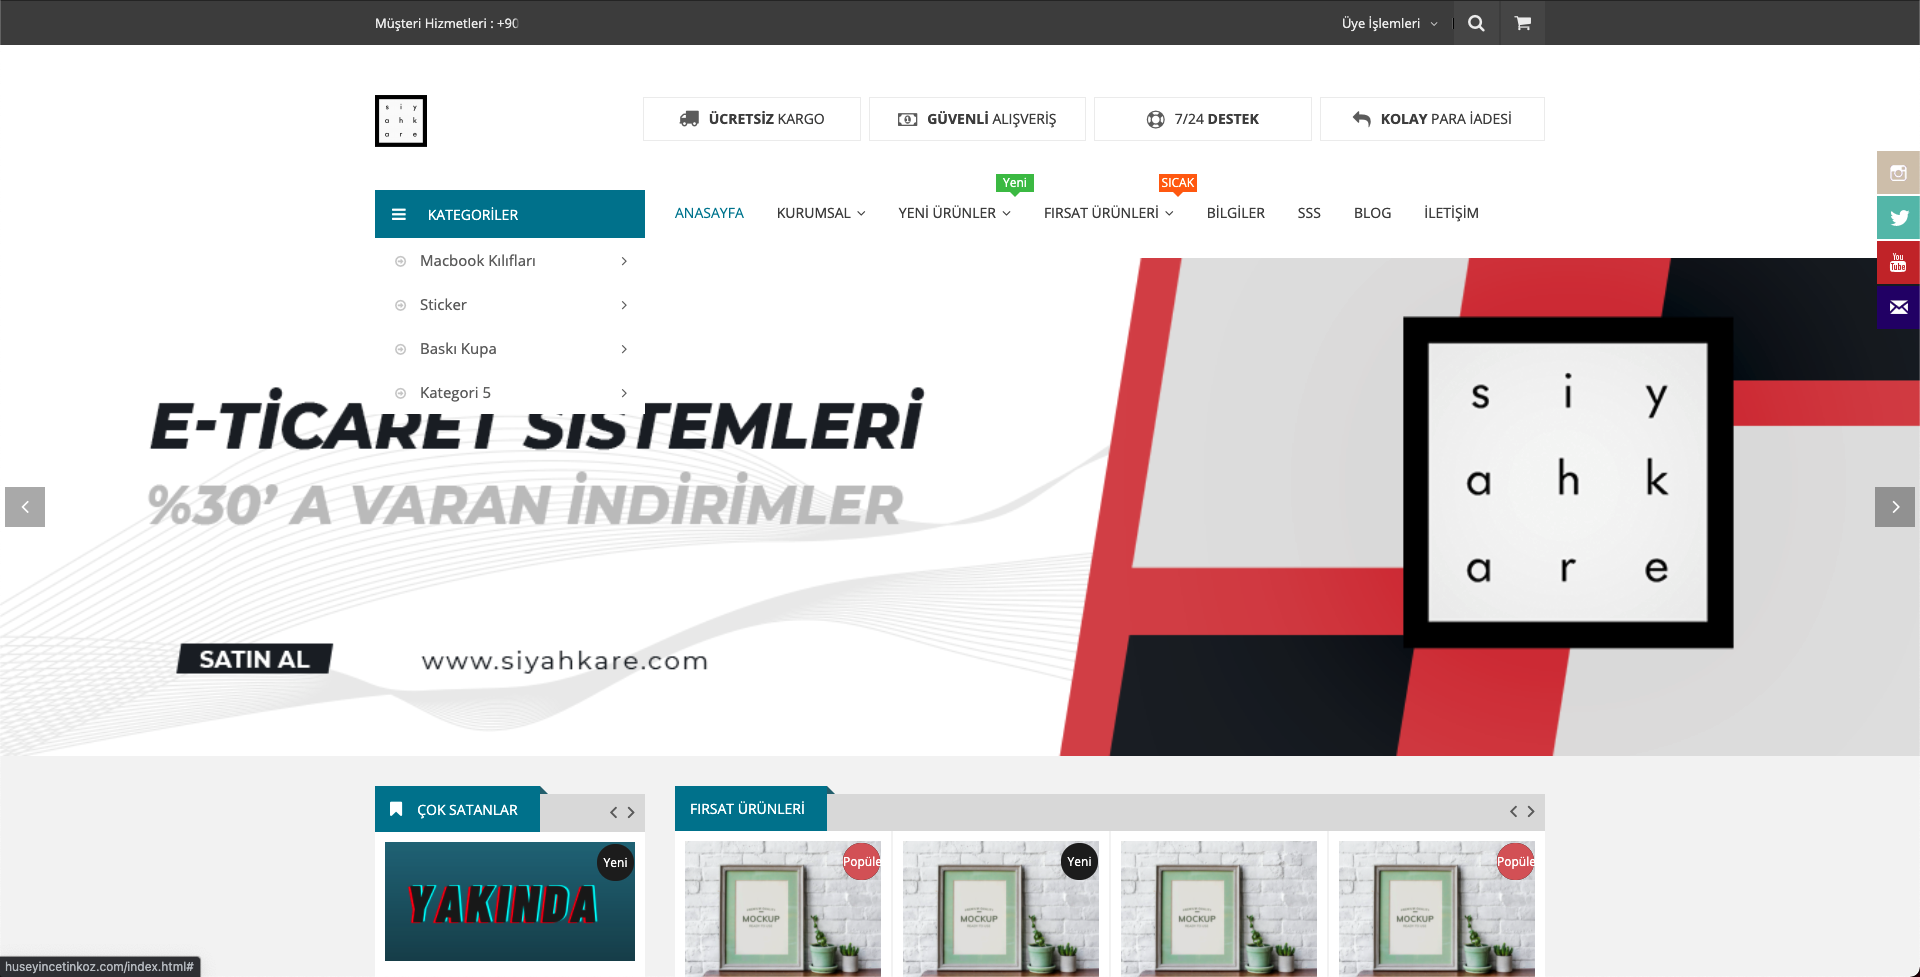 Müşteri Hizmetleri : +90
Üye İşlemleri
s i y
a h k
a r e
ÜCRETSİZ KARGO
GÜVENLİ ALIŞVERİŞ
7/24 DESTEK
KOLAY PARA İADESİ
Yeni
SICAK
KATEGORİLER
ANASAYFA
KURUMSAL
YENİ ÜRÜNLER
FIRSAT ÜRÜNLERİ
BİLGİLER
SSS
BLOG
İLETİŞİM
Macbook Kılıfları
Sticker
Baskı Kupa
Kategori 5
You
Tube
E-TİCARET SİSTEMLERİ
%30’ A VARAN İNDİRİMLER
SATIN AL
www.siyahkare.com
s i y
a h k
a r e
ÇOK SATANLAR
FIRSAT ÜRÜNLERİ
Yeni
YAKINDA
Popüle
MOCKUP
Yeni
MOCKUP
MOCKUP
Popüle
MOCKUP
huseyincetinkoz.com/index.html#